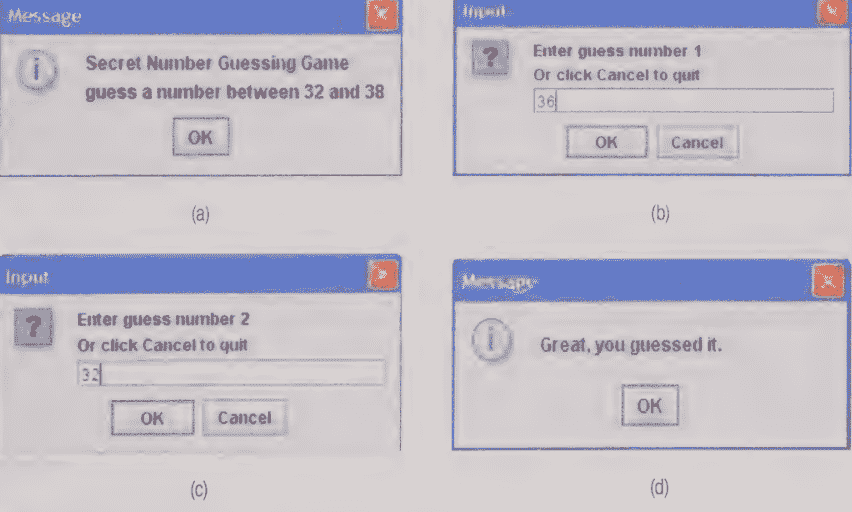 Message
Secret Number Guessing Game
guess a number between 32 and 38
OK
(a)
Input
Enter guess number 1
Or click Cancel to quit
36
OK Cancel
(b)
Input
Enter guess number 2
Or click Cancel to quit
32
OK Cancel
(c)
Message
Great, you guessed it.
OK
(d)